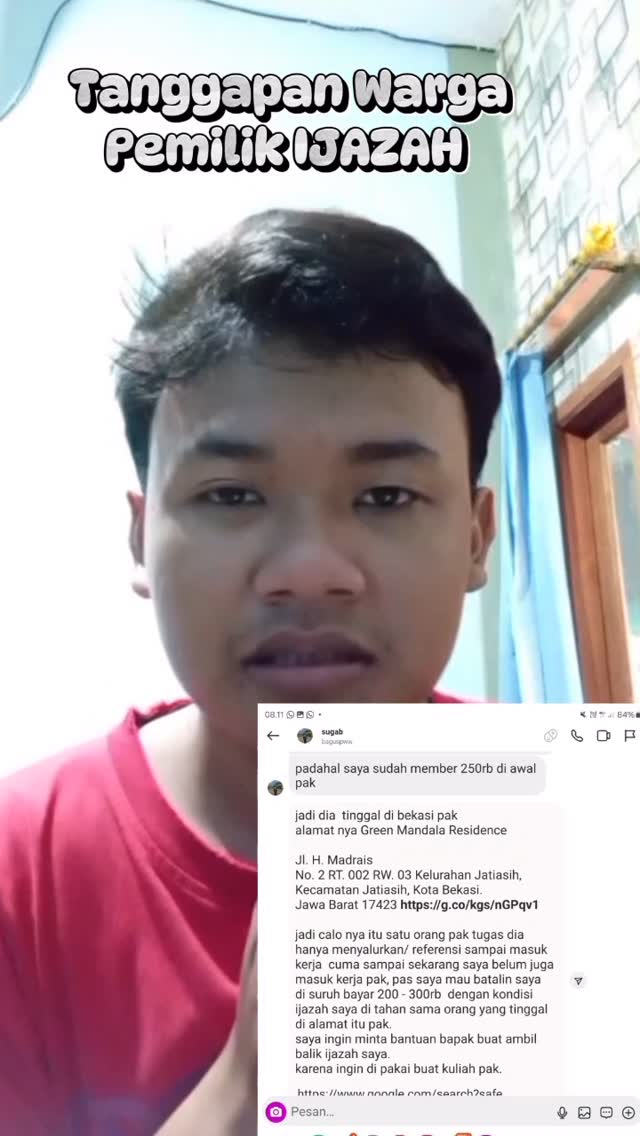 Tanggapan Warga
Pemilik IJAZAH
08.11
84%
sugab
baguspww
padahal saya sudah member 250rb di awal
pak
jadi dia tinggal di bekasi pak
alamat nya Green Mandala Residence
Jl. H. Madrais
No. 2 RT. 002 RW. 03 Kelurahan Jatiasih,
Kecamatan Jatiasih, Kota Bekasi.
Jawa Barat 17423 https://g.co/kgs/nGPqv1
jadi calo nya itu satu orang pak tugas dia
hanya menyalurkan/ referensi sampai masuk
kerja cuma sampai sekarang saya belum juga
masuk kerja pak, pas saya mau batalin saya
di suruh bayar 200 - 300rb dengan kondisi
ijazah saya di tahan sama orang yang tinggal
di alamat itu pak.
saya ingin minta bantuan bapak buat ambil
balik ijazah saya.
karena ingin di pakai buat kuliah pak.
https://www.google.com/search?safe
Pesan...